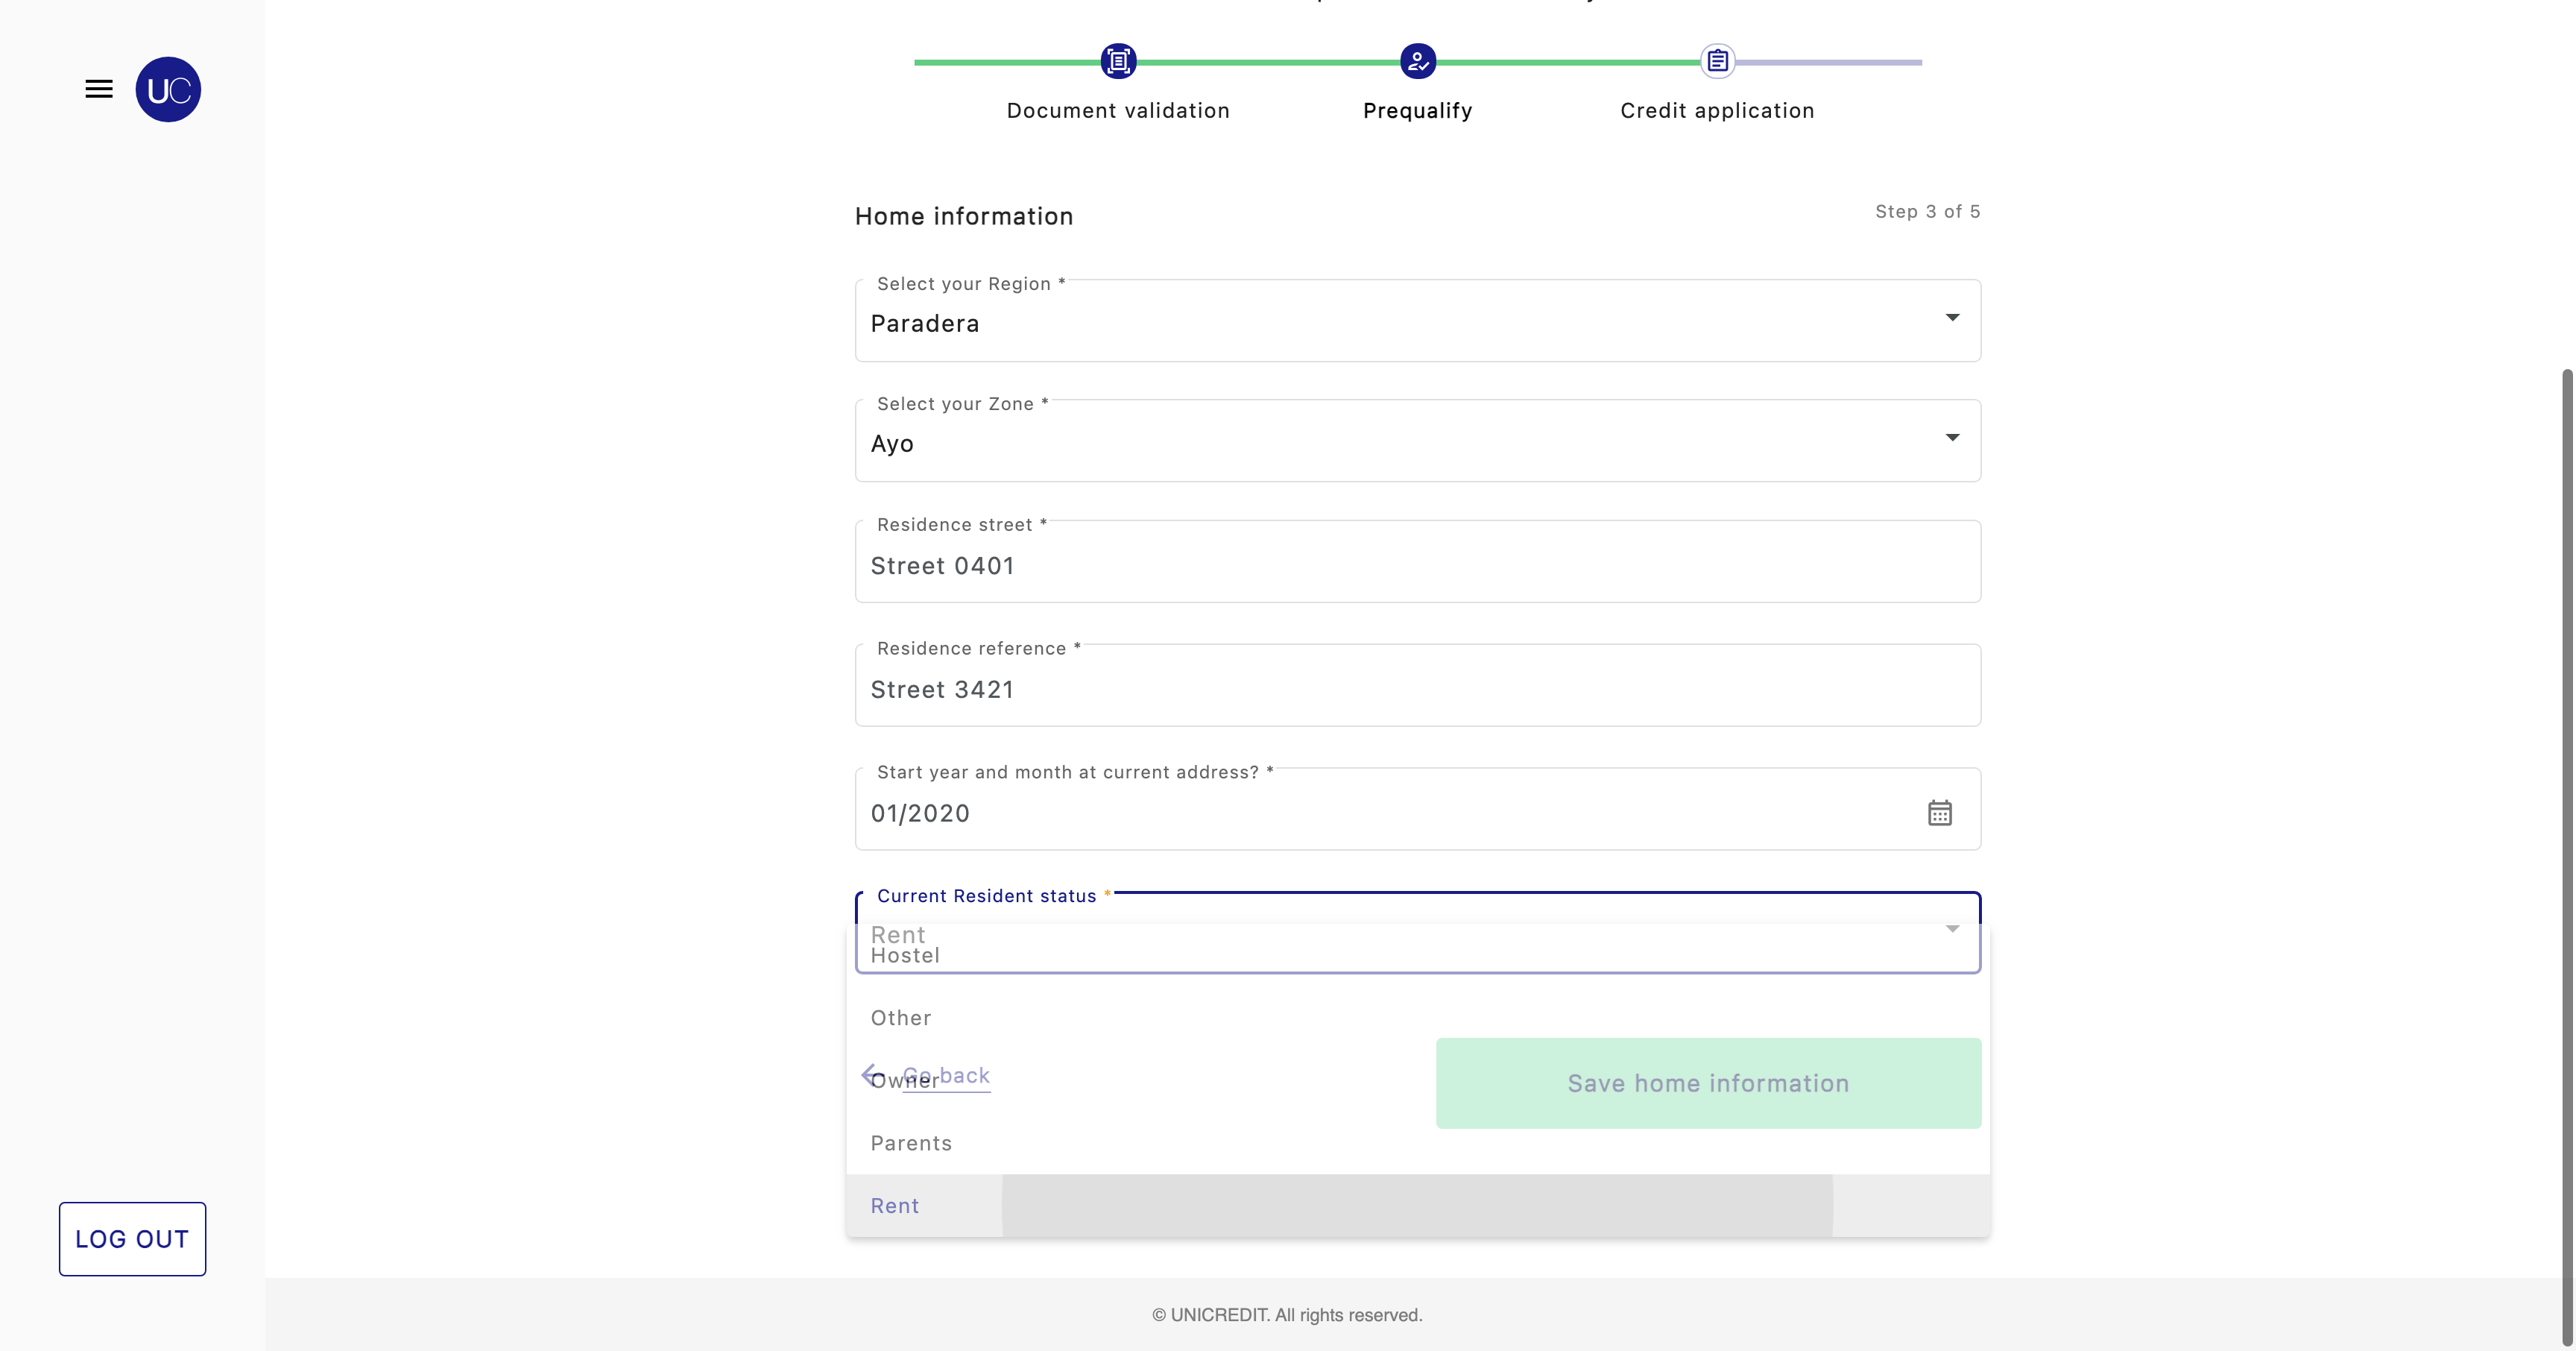 UC
Document validation
Prequalify
Credit application
Home information
Step 3 of 5
Select your Region *
Paradera
Select your Zone *
Ayo
Residence street *
Street 0401
Residence reference *
Street 3421
Start year and month at current address? *
01/2020
Current Resident status *
Rent
Hostel
Other
Go back
Owner
Save home information
Parents
Rent
LOG OUT
© UNICREDIT. All rights reserved.